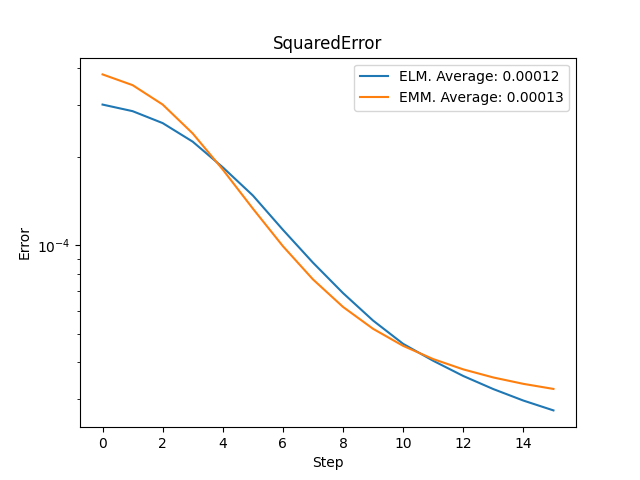 SquaredError
ELM. Average: 0.00012
EMM. Average: 0.00013
Error
10⁻⁴
0 2 4 6 8 10 12 14
Step